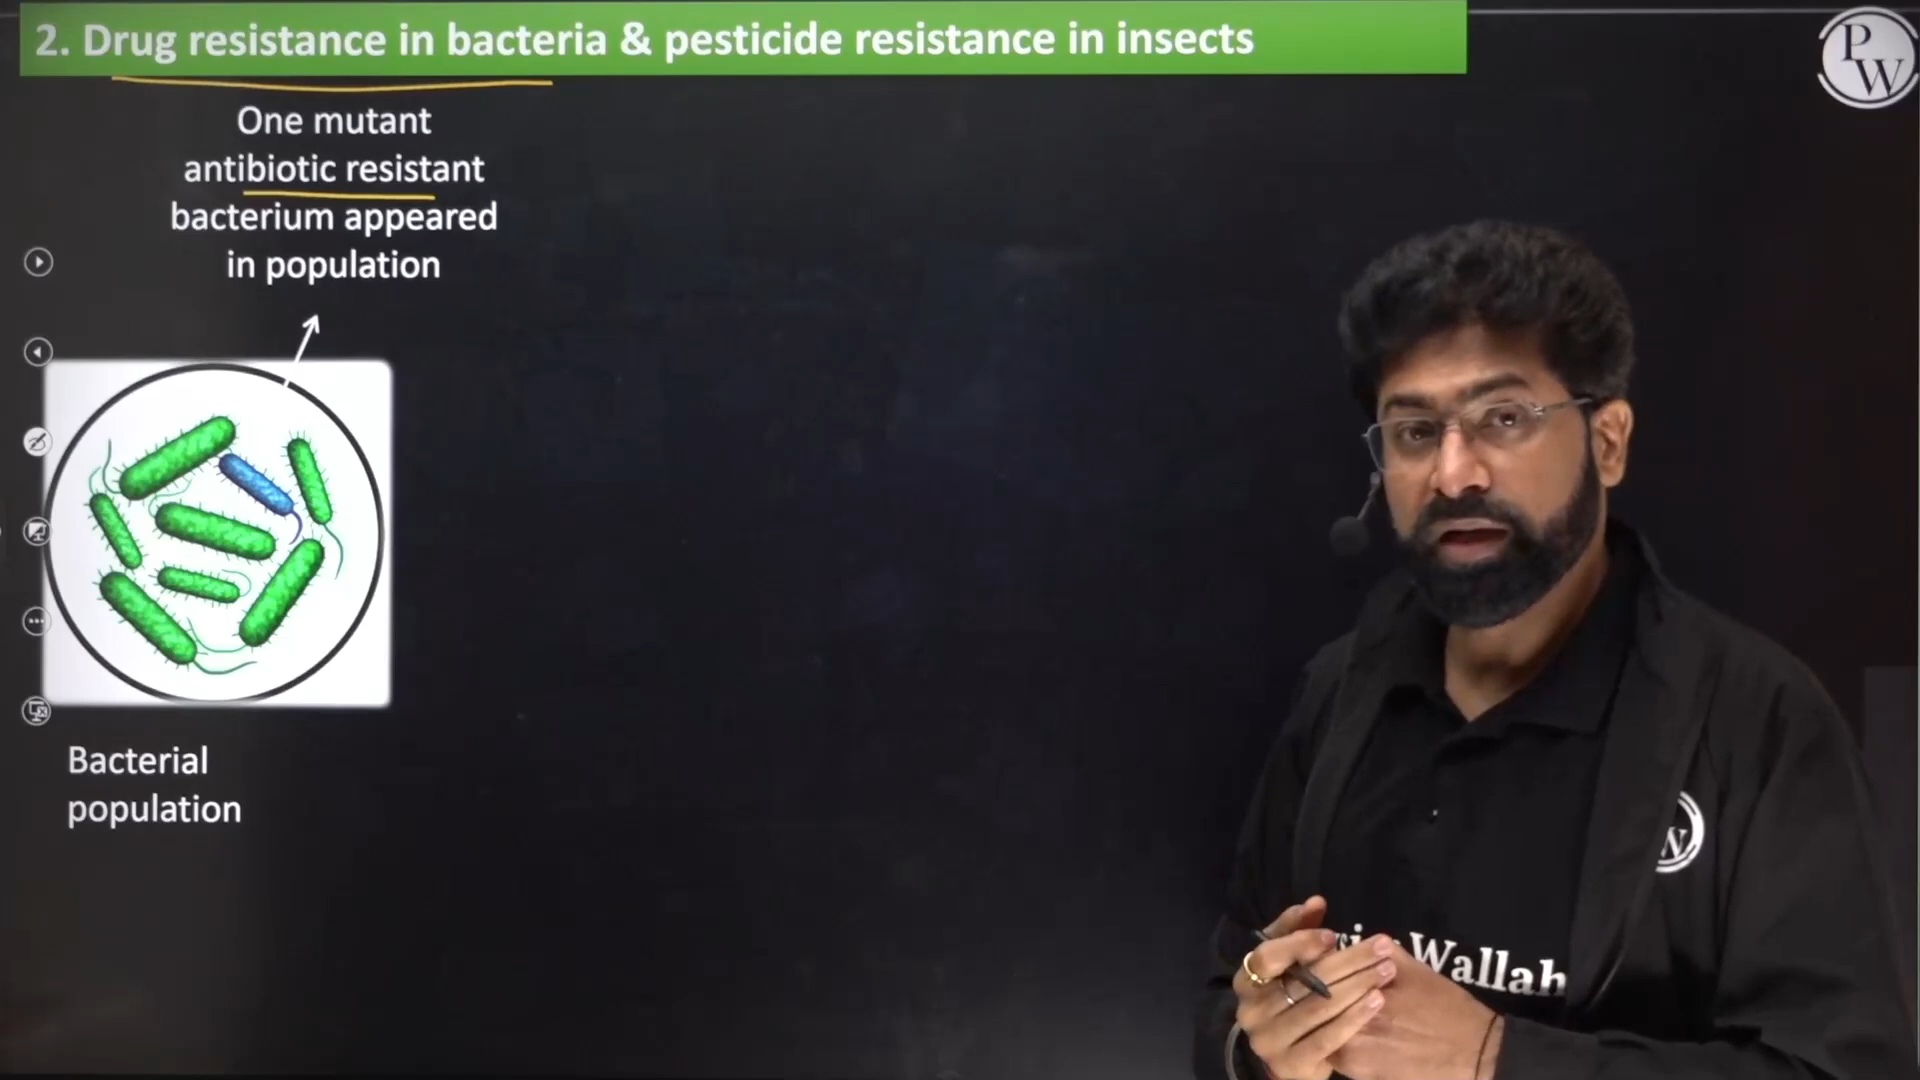 2. Drug resistance in bacteria & pesticide resistance in insects
PW
One mutant
antibiotic resistant
bacterium appeared
in population
Bacterial
population
Wallah